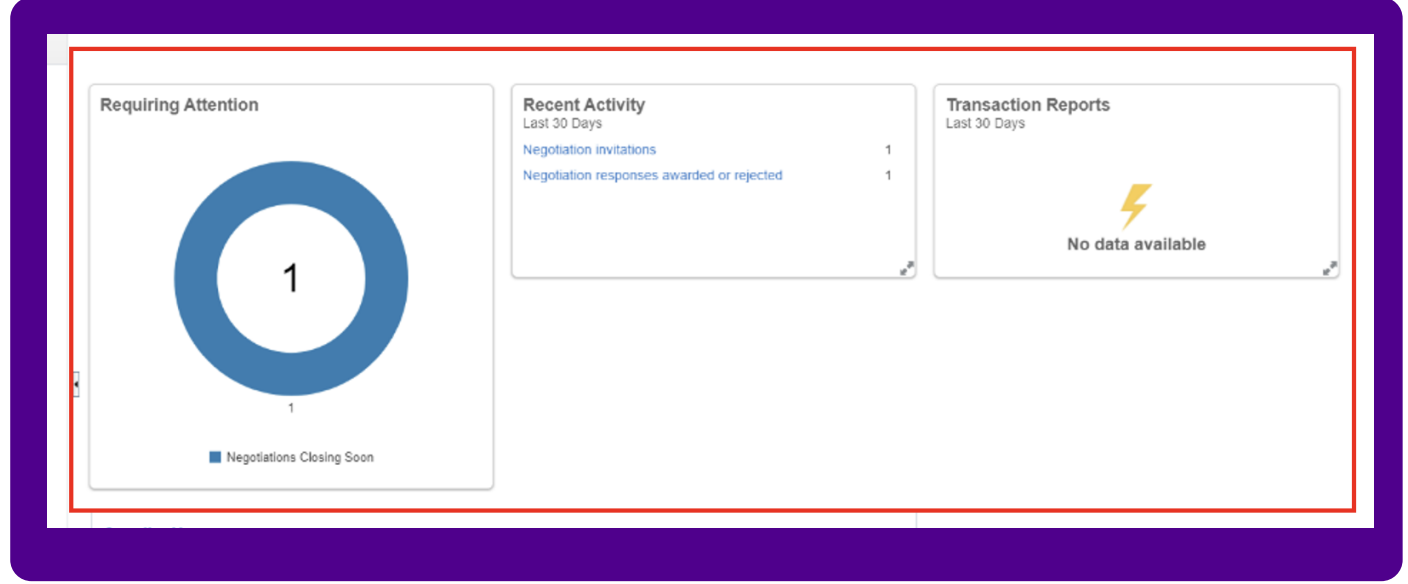 Requiring Attention
1
1
Negotiations Closing Soon
Recent Activity
Last 30 Days
Negotiation invitations 1
Negotiation responses awarded or rejected 1
Transaction Reports
Last 30 Days
No data available